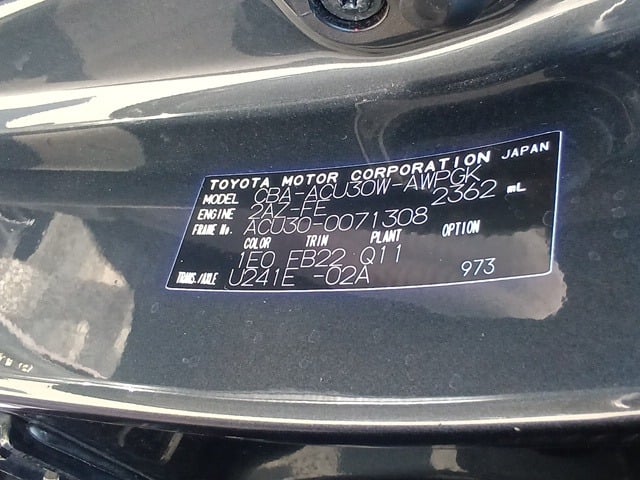 TOYOTA MOTOR CORPORATION JAPAN
MODEL CBA-ACU30W-AWPGK
ENGINE 2AZ-FE 2362 mL
FRAME No. ACU30-0071308
COLOR TRIM PLANT OPTION
1E0 FB22 Q11
TRANS./AXLE U241E -02A 973